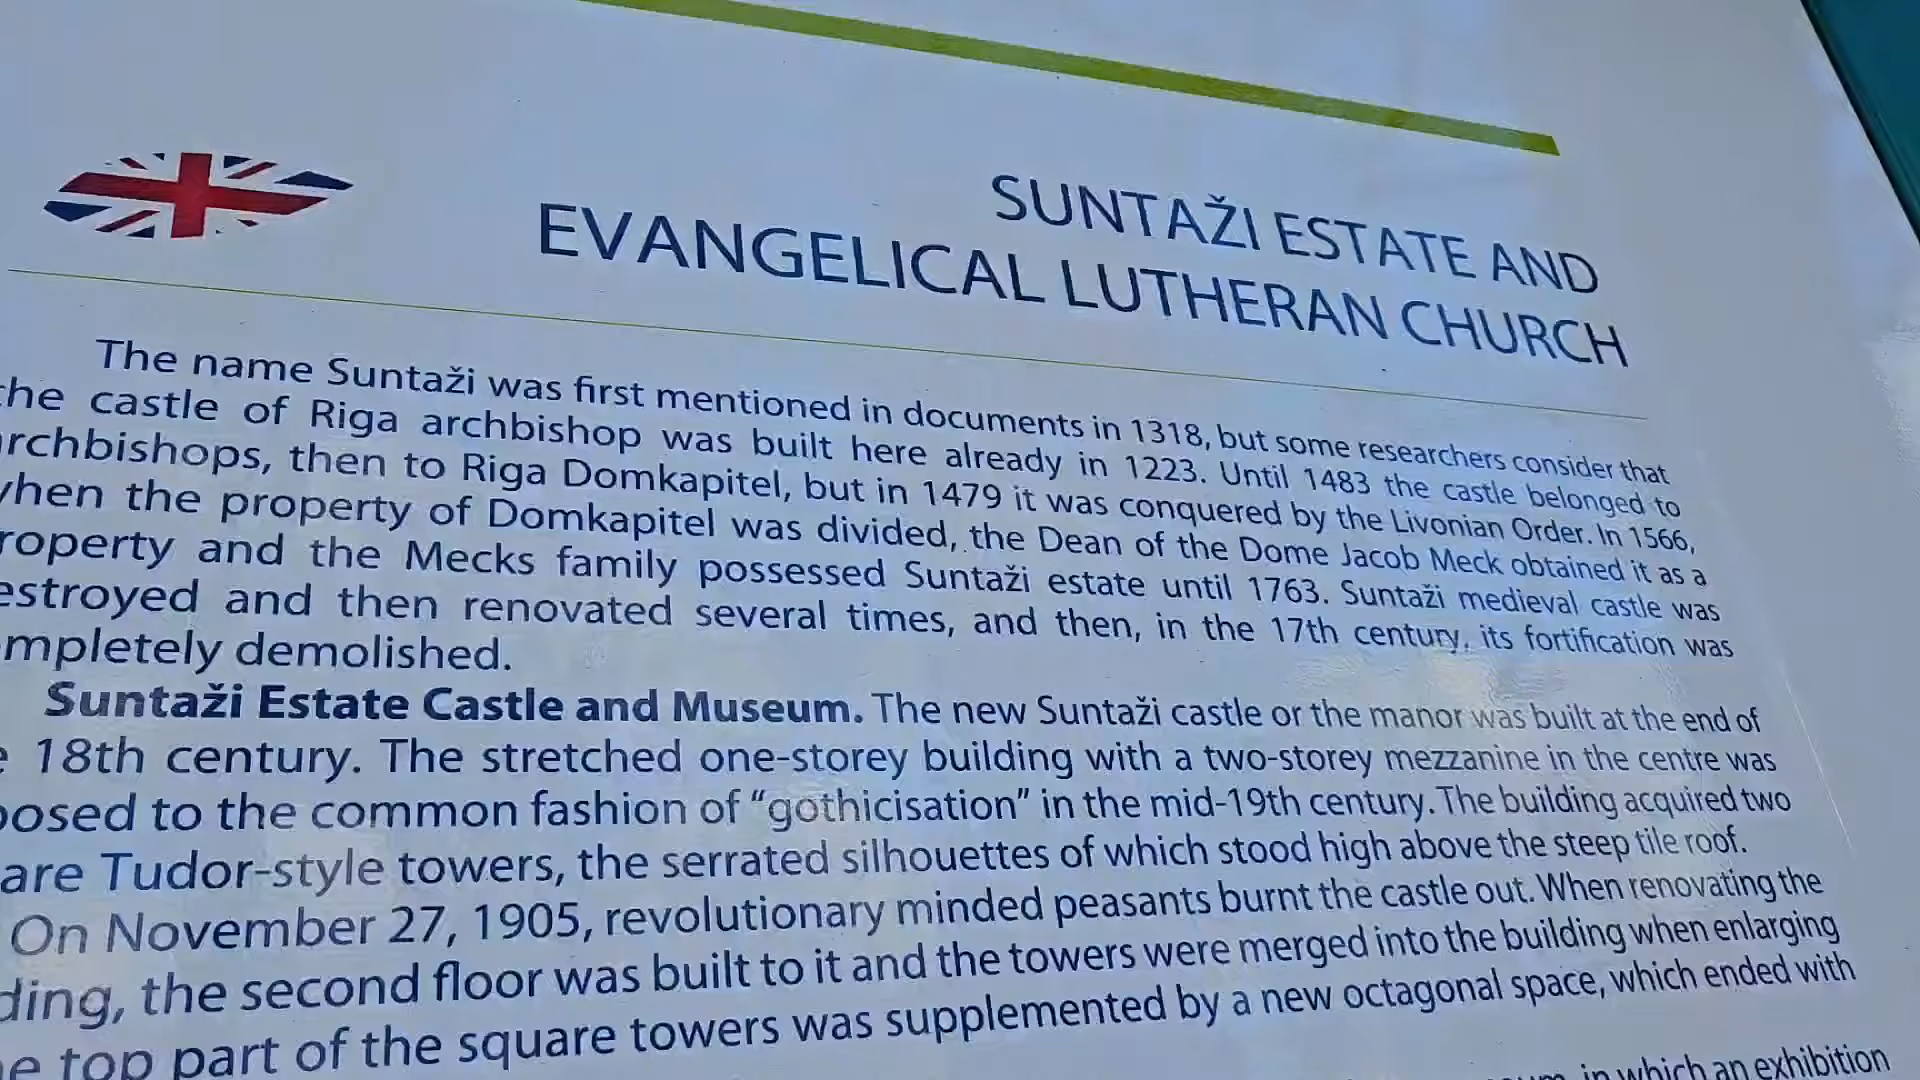 SUNTAŽI ESTATE AND
EVANGELICAL LUTHERAN CHURCH
The name Suntaži was first mentioned in documents in 1318, but some researchers consider that
the castle of Riga archbishop was built here already in 1223. Until 1483 the castle belonged to
archbishops, then to Riga Domkapitel, but in 1479 it was conquered by the Livonian Order. In 1566,
when the property of Domkapitel was divided, the Dean of the Dome Jacob Meck obtained it as a
roperty and the Mecks family possessed Suntaži estate until 1763. Suntaži medieval castle was
estroyed and then renovated several times, and then, in the 17th century, its fortification was
mpletely demolished.
Suntaži Estate Castle and Museum. The new Suntaži castle or the manor was built at the end of
e 18th century. The stretched one-storey building with a two-storey mezzanine in the centre was
posed to the common fashion of “gothicisation” in the mid-19th century. The building acquired two
are Tudor-style towers, the serrated silhouettes of which stood high above the steep tile roof.
On November 27, 1905, revolutionary minded peasants burnt the castle out. When renovating the
ding, the second floor was built to it and the towers were merged into the building when enlarging
e top part of the square towers was supplemented by a new octagonal space, which ended with
in which an exhibition